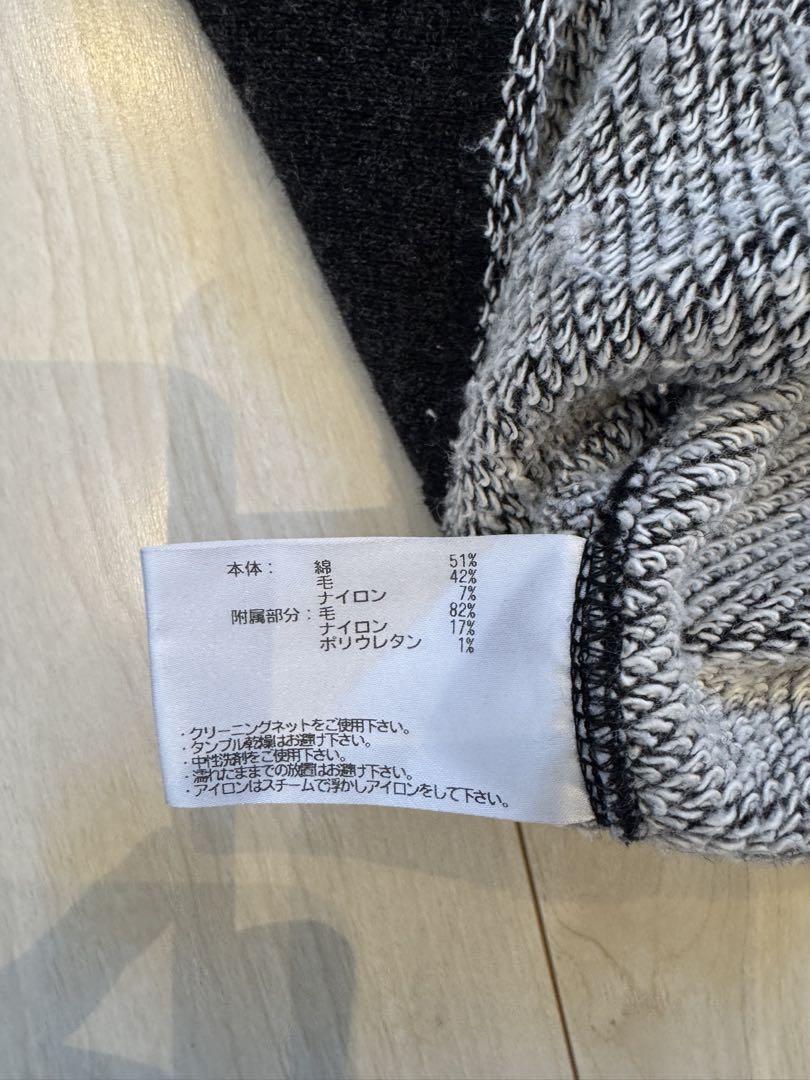 本体： 綿 51%
毛 42%
ナイロン 7%
附属部分：毛 82%
ナイロン 17%
ポリウレタン 1%
・クリーニングネットをご使用下さい。
・タンブル乾燥はお避け下さい。
・中性洗剤をご使用下さい。
・濡れたままでの放置はお避け下さい。
・アイロンはスチームで浮かしアイロンをして下さい。